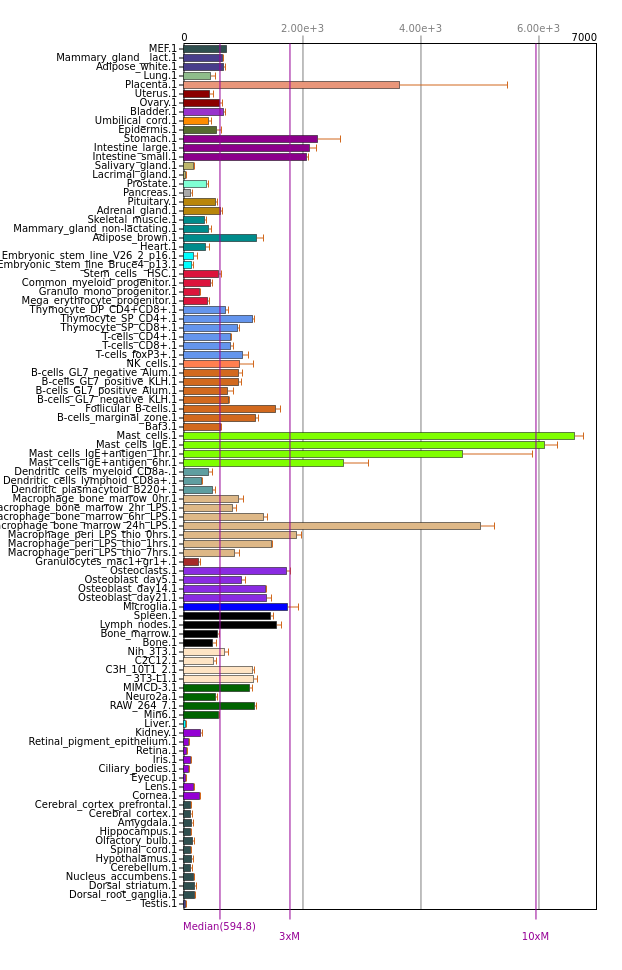 0 2.00e+3 4.00e+3 6.00e+3 7000
MEF.1
Mammary_gland__lact.1
Adipose_white.1
Lung.1
Placenta.1
Uterus.1
Ovary.1
Bladder.1
Umbilical_cord.1
Epidermis.1
Stomach.1
Intestine_large.1
Intestine_small.1
Salivary_gland.1
Lacrimal_gland.1
Prostate.1
Pancreas.1
Pituitary.1
Adrenal_gland.1
Skeletal_muscle.1
Mammary_gland_non-lactating.1
Adipose_brown.1
Heart.1
Embryonic_stem_line_V26_2_p16.1
Embryonic_stem_line_Bruce4_p13.1
Stem_cells__HSC.1
Common_myeloid_progenitor.1
Granulo_mono_progenitor.1
Mega_erythrocyte_progenitor.1
Thymocyte_DP_CD4+CD8+.1
Thymocyte_SP_CD4+.1
Thymocyte_SP_CD8+.1
T-cells_CD4+.1
T-cells_CD8+.1
T-cells_foxP3+.1
NK_cells.1
B-cells_GL7_negative_Alum.1
B-cells_GL7_positive_KLH.1
B-cells_GL7_positive_Alum.1
B-cells_GL7_negative_KLH.1
Follicular_B-cells.1
B-cells_marginal_zone.1
Baf3.1
Mast_cells.1
Mast_cells_IgE.1
Mast_cells_IgE+antigen_1hr.1
Mast_cells_IgE+antigen_6hr.1
Dendritic_cells_myeloid_CD8a-.1
Dendritic_cells_lymphoid_CD8a+.1
Dendritic_plasmacytoid_B220+.1
Macrophage_bone_marrow_0hr.1
acrophage_bone_marrow_2hr_LPS.1
acrophage_bone_marrow_6hr_LPS.1
acrophage_bone_marrow_24h_LPS.1
Macrophage_peri_LPS_thio_0hrs.1
Macrophage_peri_LPS_thio_1hrs.1
Macrophage_peri_LPS_thio_7hrs.1
Granulocytes_mac1+gr1+.1
Osteoclasts.1
Osteoblast_day5.1
Osteoblast_day14.1
Osteoblast_day21.1
Microglia.1
Spleen.1
Lymph_nodes.1
Bone_marrow.1
Bone.1
Nih_3T3.1
C2C12.1
C3H_10T1_2.1
3T3-L1.1
MIMCD-3.1
Neuro2a.1
RAW_264_7.1
Min6.1
Liver.1
Kidney.1
Retinal_pigment_epithelium.1
Retina.1
Iris.1
Ciliary_bodies.1
Eyecup.1
Lens.1
Cornea.1
Cerebral_cortex_prefrontal.1
Cerebral_cortex.1
Amygdala.1
Hippocampus.1
Olfactory_bulb.1
Spinal_cord.1
Hypothalamus.1
Cerebellum.1
Nucleus_accumbens.1
Dorsal_striatum.1
Dorsal_root_ganglia.1
Testis.1
Median(594.8)
3xM 10xM